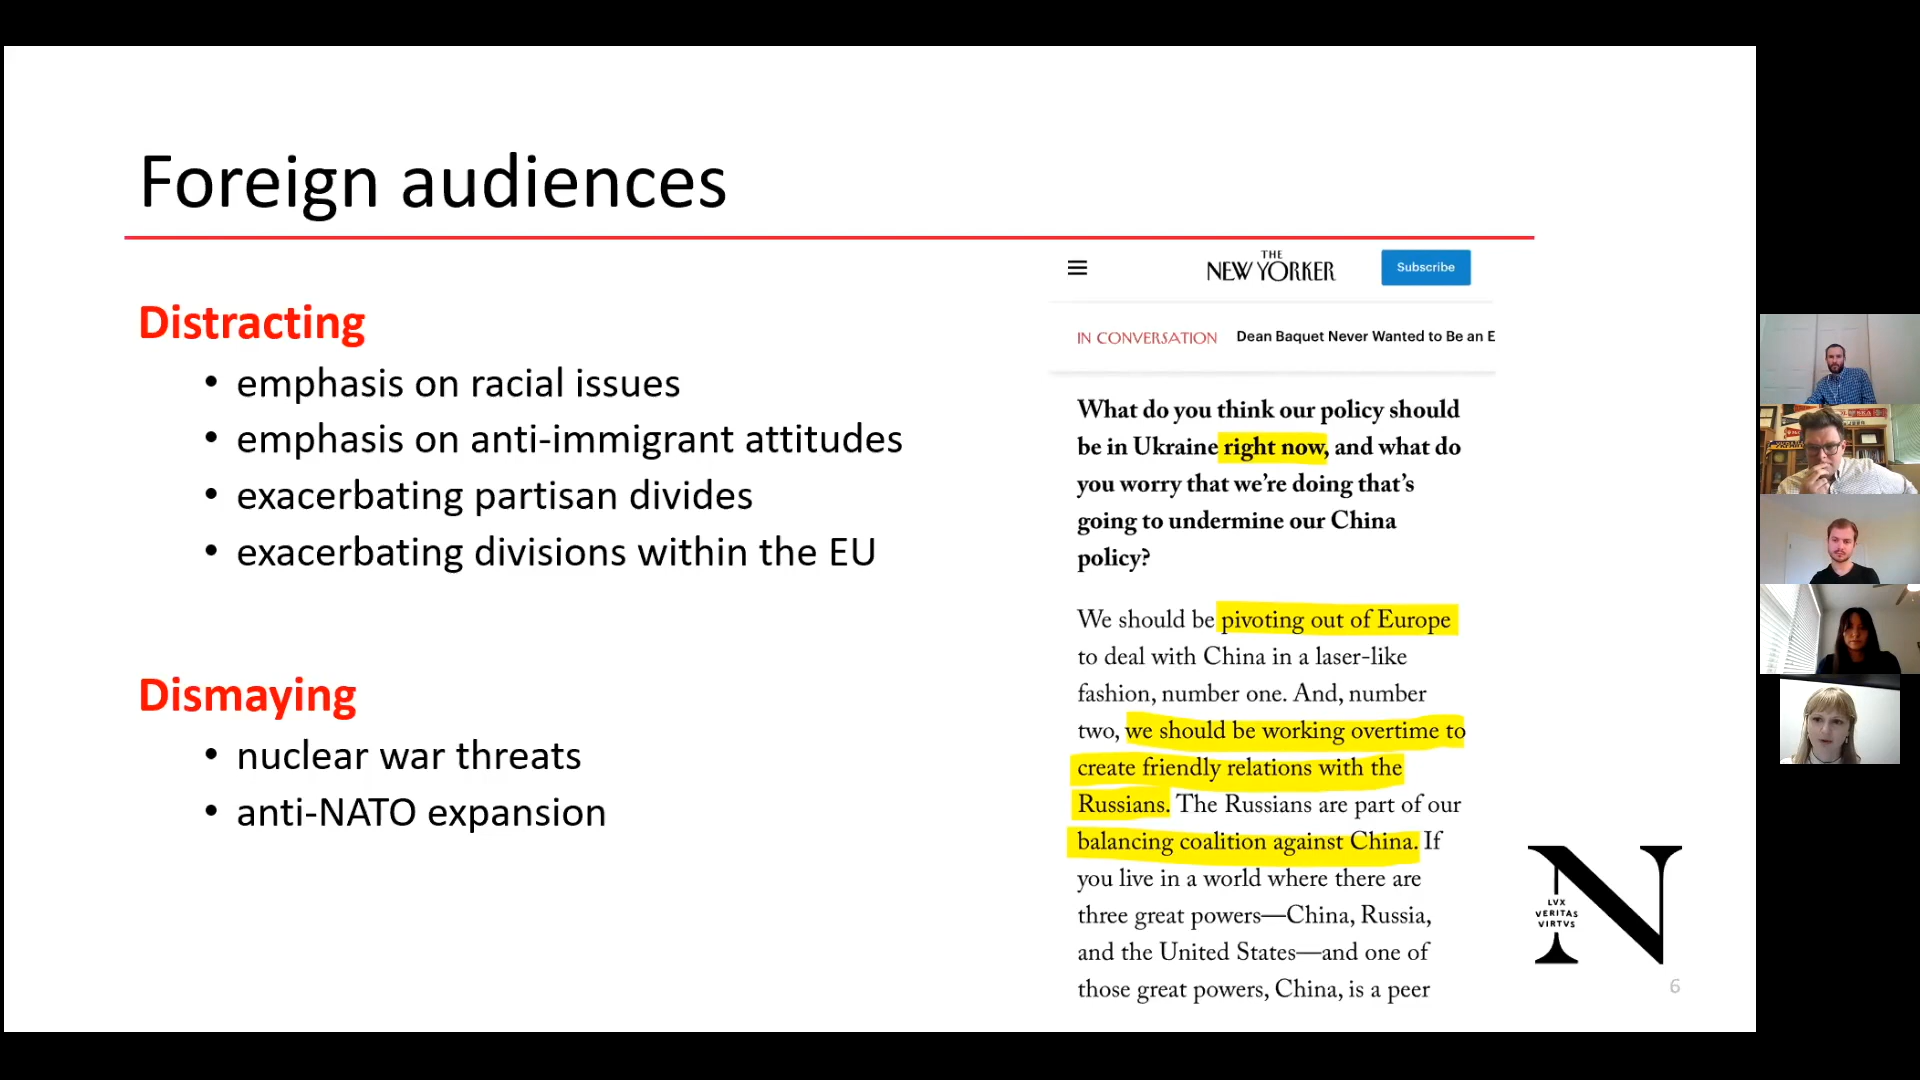 Foreign audiences
Distracting
• emphasis on racial issues
• emphasis on anti-immigrant attitudes
• exacerbating partisan divides
• exacerbating divisions within the EU
Dismaying
• nuclear war threats
• anti-NATO expansion
THE
NEW YORKER
Subscribe
IN CONVERSATION Dean Baquet Never Wanted to Be an E
What do you think our policy should
be in Ukraine right now, and what do
you worry that we’re doing that’s
going to undermine our China
policy?
We should be pivoting out of Europe
to deal with China in a laser-like
fashion, number one. And, number
two, we should be working overtime to
create friendly relations with the
Russians. The Russians are part of our
balancing coalition against China. If
you live in a world where there are
three great powers—China, Russia,
and the United States—and one of
those great powers, China, is a peer
N
LVX
VERITAS
VIRTVS
6